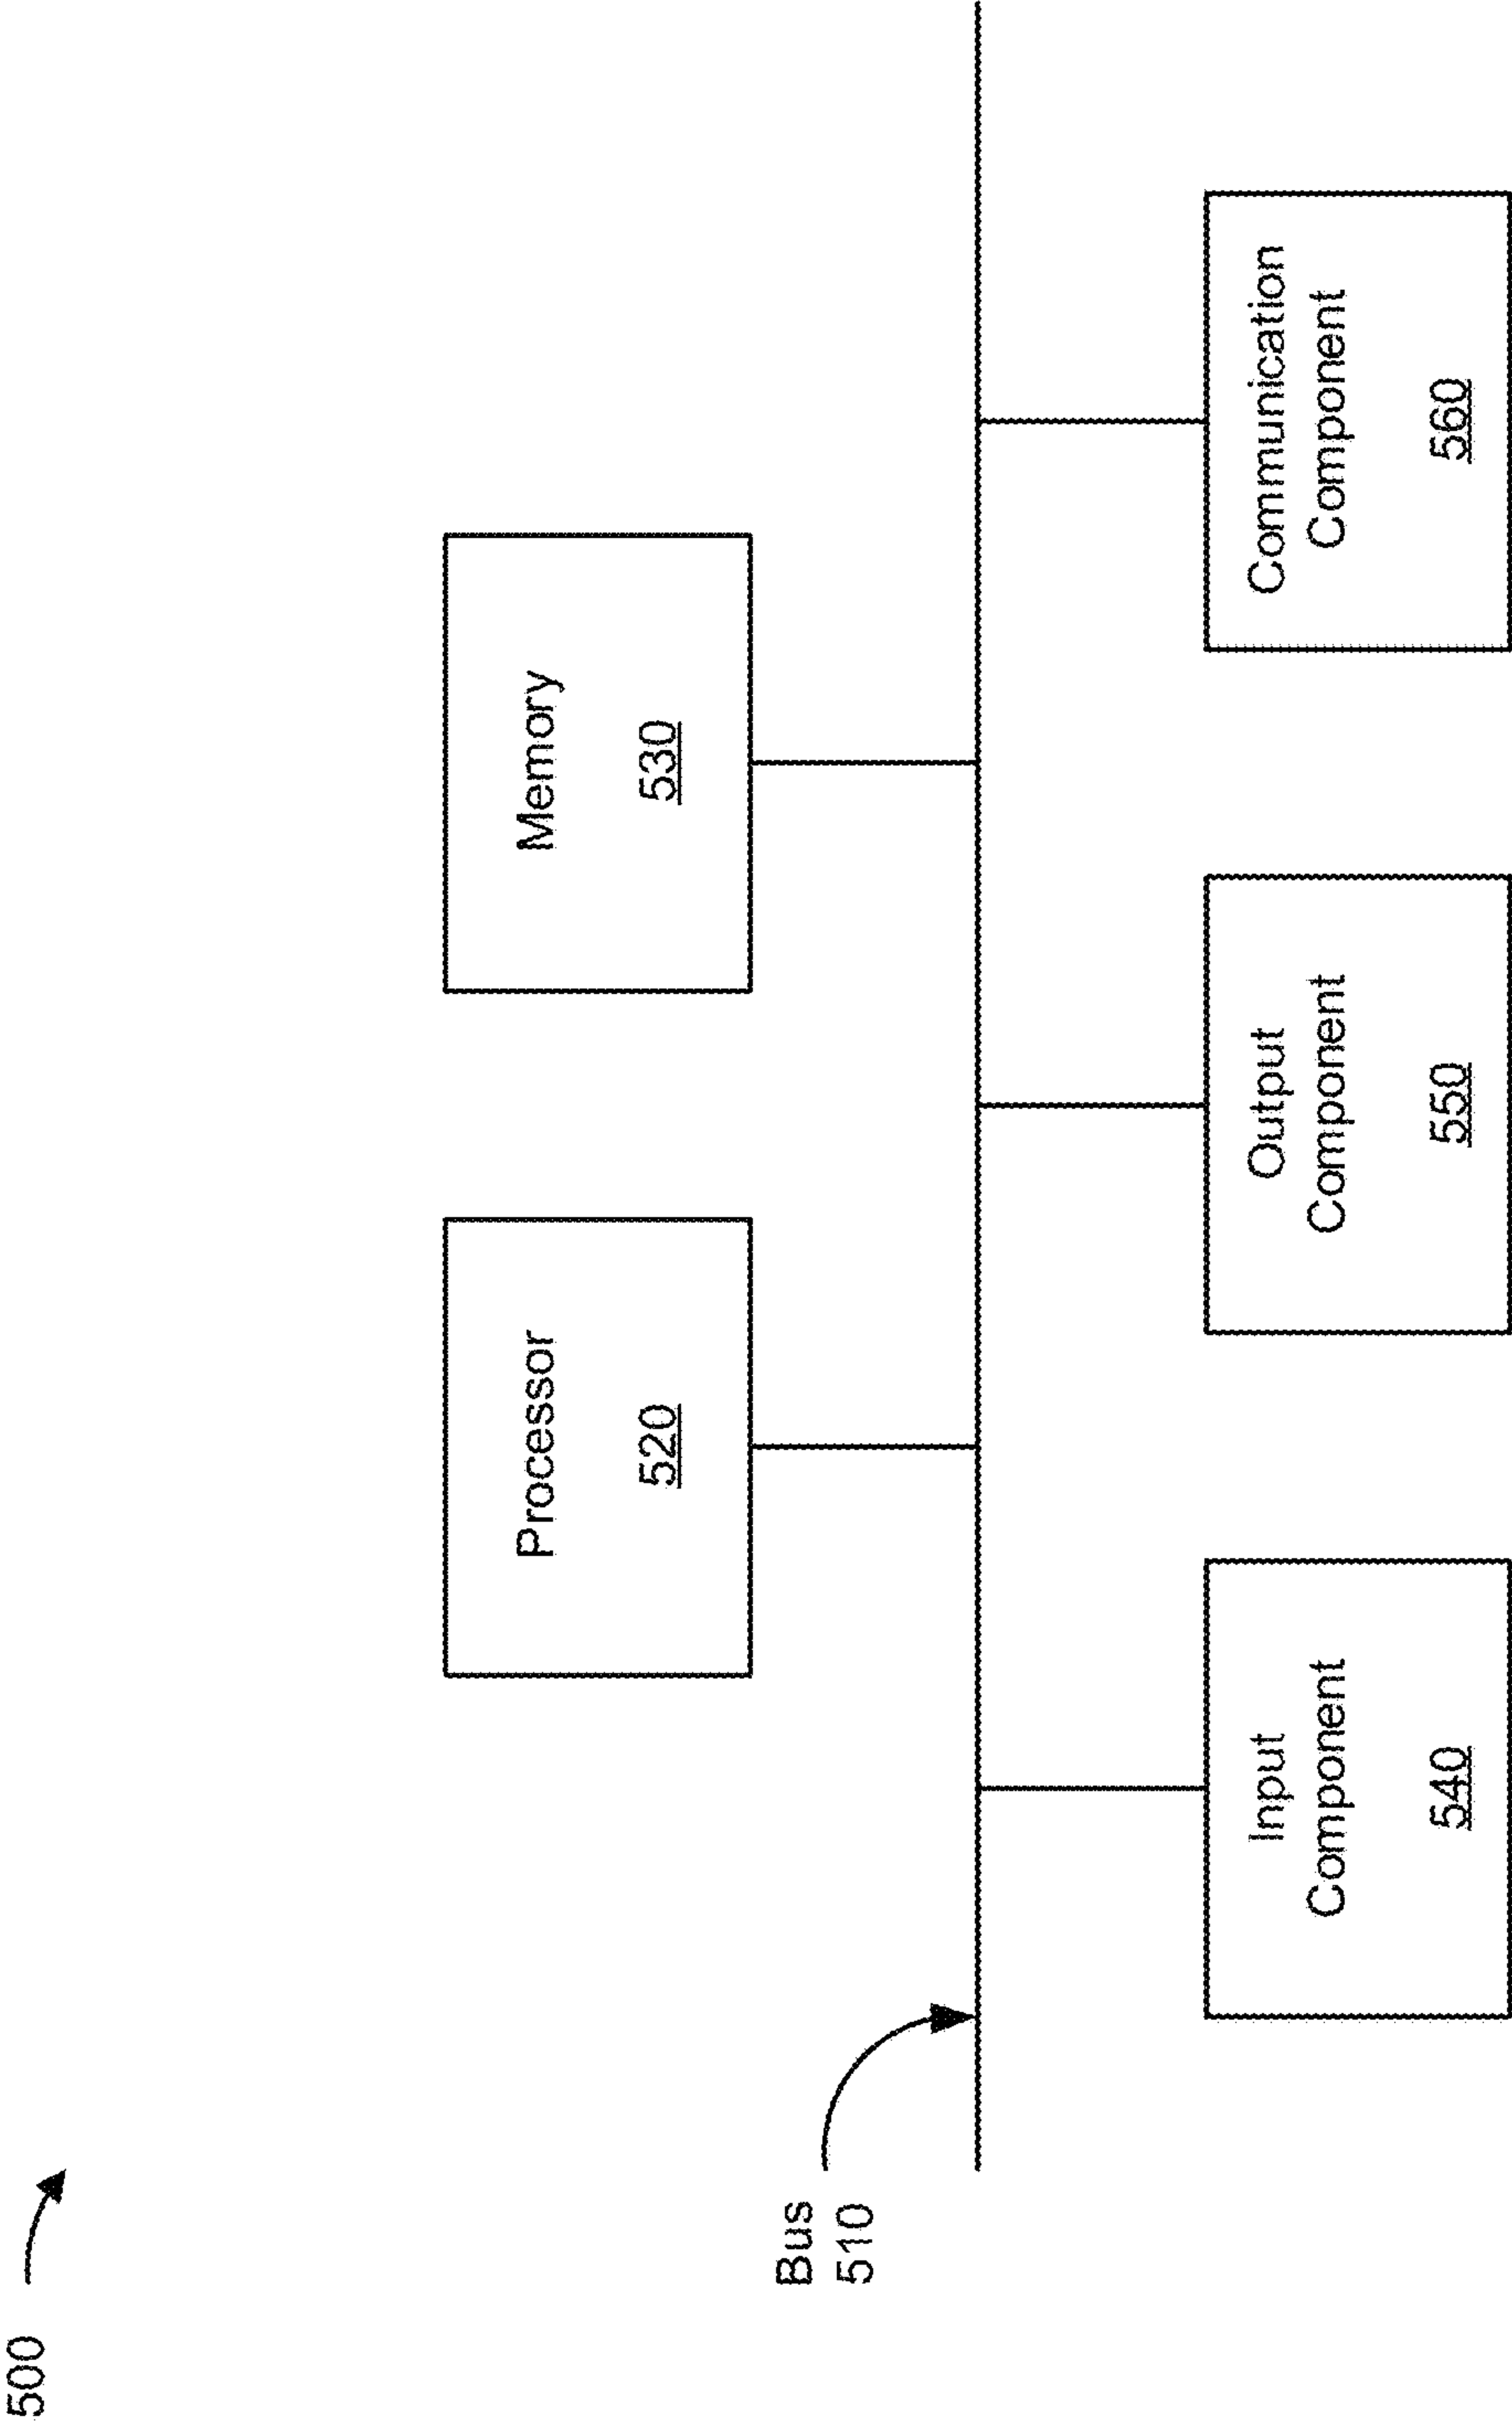 500
Processor
520
Memory
530
Bus
510
Input
Component
540
Output
Component
550
Communication
Component
560